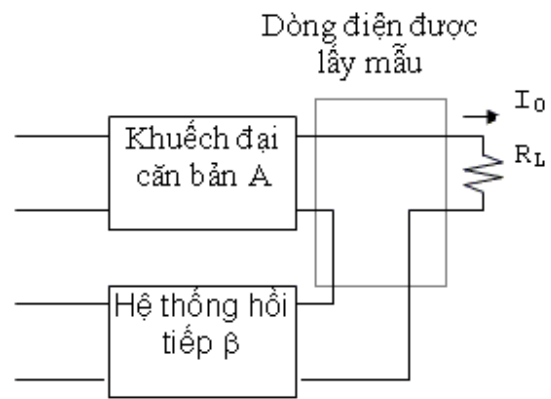 Dòng điện được
lấy mẫu
I0
RL
Khuếch đại
căn bản A
Hệ thống hồi
tiếp β